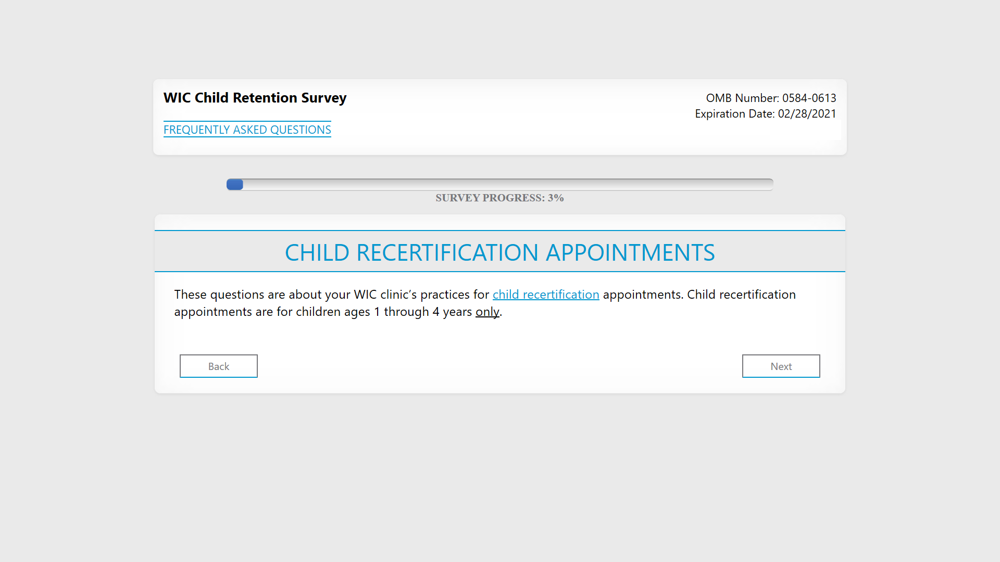 WIC Child Retention Survey
OMB Number: 0584-0613
Expiration Date: 02/28/2021
FREQUENTLY ASKED QUESTIONS
SURVEY PROGRESS: 3%
CHILD RECERTIFICATION APPOINTMENTS
These questions are about your WIC clinic’s practices for child recertification appointments. Child recertification
appointments are for children ages 1 through 4 years only.
Back
Next